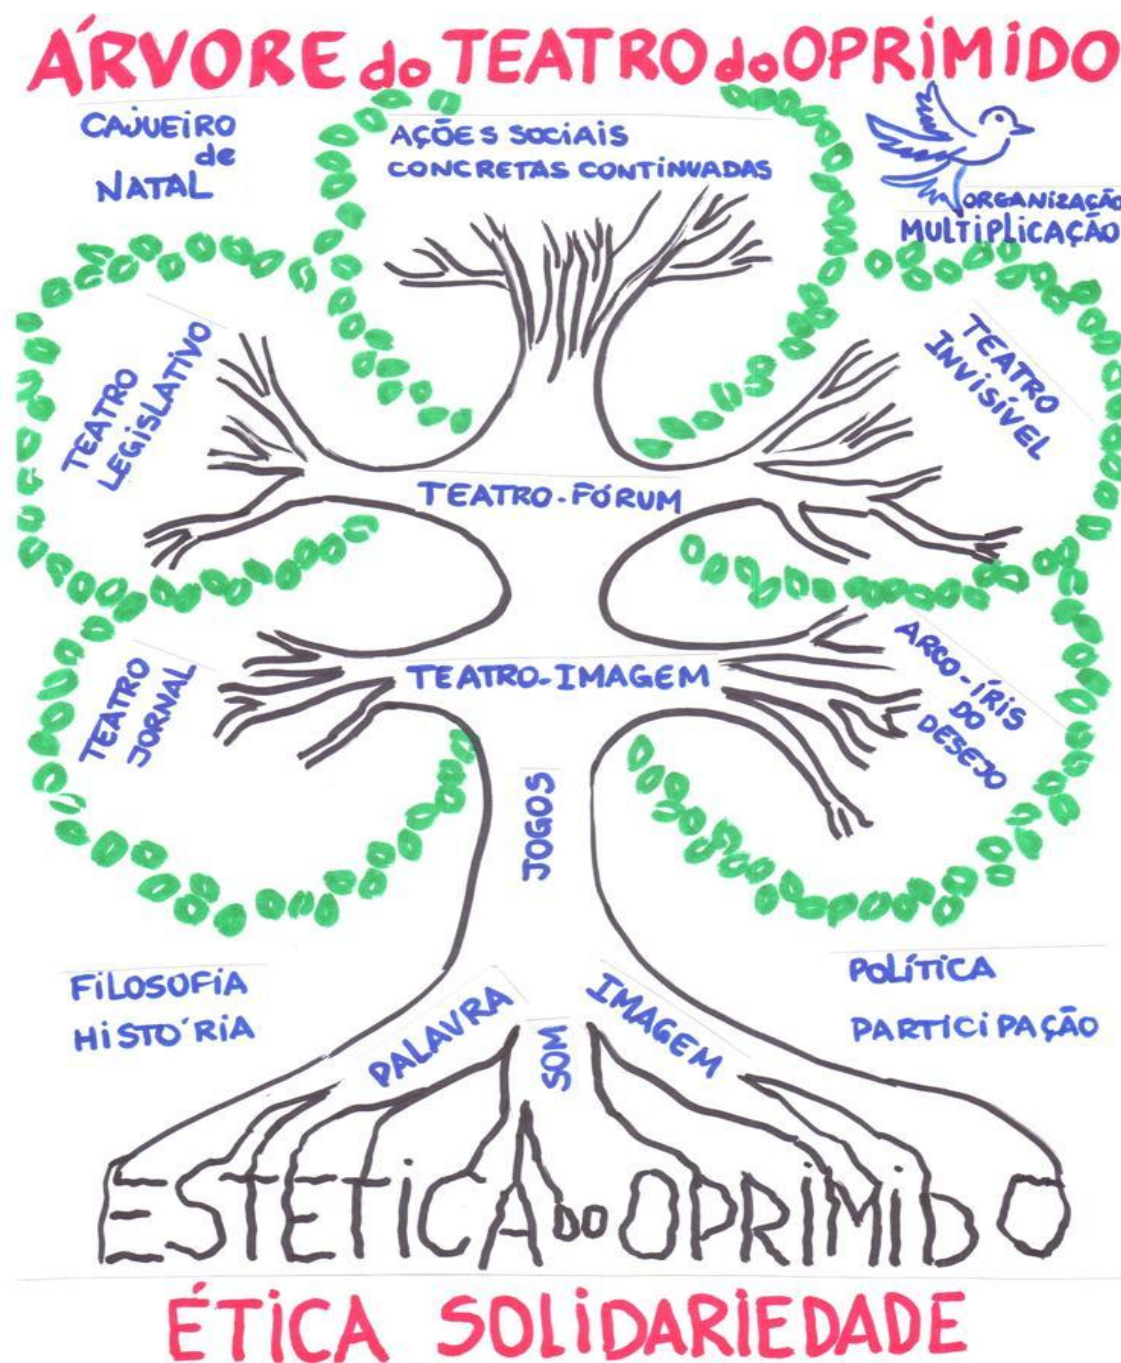 ÁRVORE do TEATRO do OPRIMIDO
CAJUEIRO
de
NATAL
AÇÕES SOCIAIS
CONCRETAS CONTINUADAS
ORGANIZAÇÃO
MULTIPLICAÇÃO
TEATRO
LEGISLATIVO
TEATRO
INVISÍVEL
TEATRO-FÓRUM
TEATRO
JORNAL
TEATRO-IMAGEM
ARCO-ÍRIS
DO
DESEJO
JOGOS
FILOSOFIA
HISTÓRIA
PALAVRA
SOM
IMAGEM
POLÍTICA
PARTICIPAÇÃO
ESTETICA DO OPRIMIDO
ÉTICA SOLIDARIEDADE